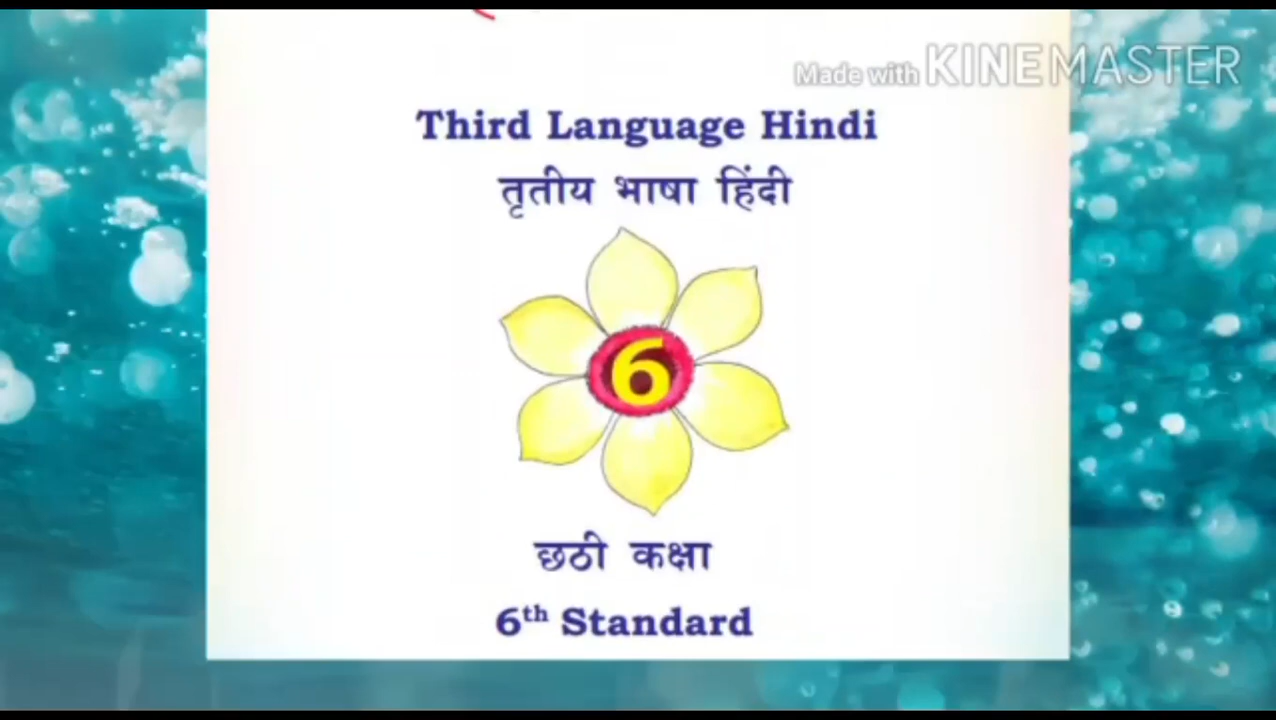 Made with KINEMASTER
Third Language Hindi
तृतीय भाषा हिंदी
6
छठी कक्षा
6th Standard